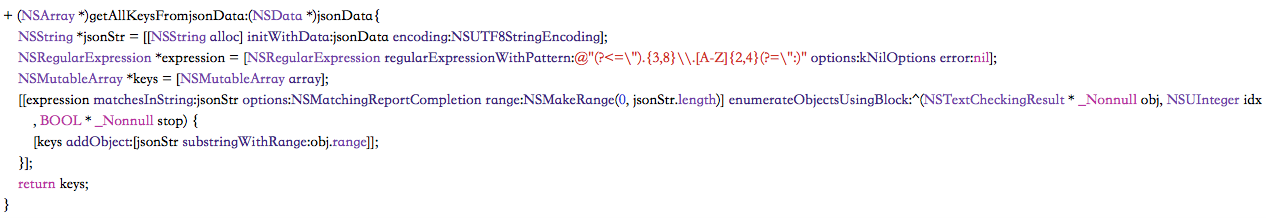 + (NSArray *)getAllKeysFromjsonData:(NSData *)jsonData{
NSString *jsonStr = [[NSString alloc] initWithData:jsonData encoding:NSUTF8StringEncoding];
NSRegularExpression *expression = [NSRegularExpression regularExpressionWithPattern:@"(?<=\").{3,8}\\.[A-Z]{2,4}(?=\":)" options:kNilOptions error:nil];
NSMutableArray *keys = [NSMutableArray array];
[[expression matchesInString:jsonStr options:NSMatchingReportCompletion range:NSMakeRange(0, jsonStr.length)] enumerateObjectsUsingBlock:^(NSTextCheckingResult * _Nonnull obj, NSUInteger idx
, BOOL * _Nonnull stop) {
[keys addObject:[jsonStr substringWithRange:obj.range]];
}];
return keys;
}